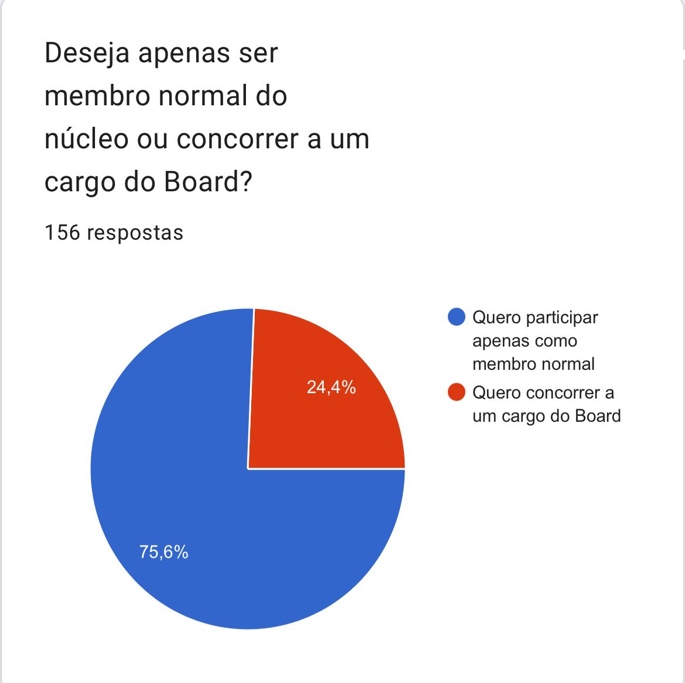 Deseja apenas ser
membro normal do
núcleo ou concorrer a um
cargo do Board?
156 respostas
Quero participar
apenas como
membro normal
Quero concorrer a
um cargo do Board
24,4%
75,6%